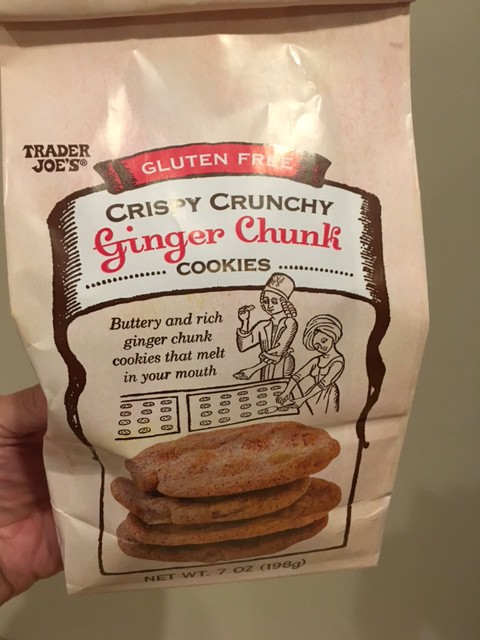 TRADER
JOE'S®
GLUTEN FREE
CRISPY CRUNCHY
Ginger Chunk
COOKIES
Buttery and rich
ginger chunk
cookies that melt
in your mouth
NET WT. 7 OZ (198g)